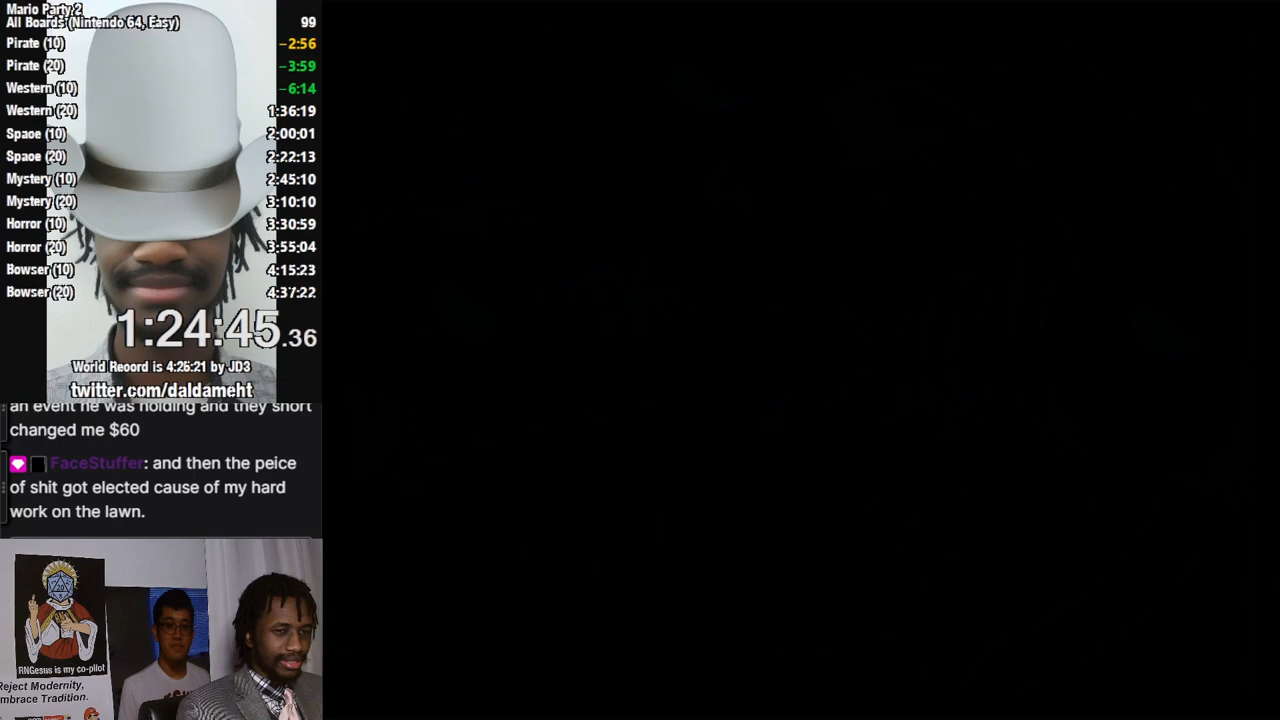 Mario Party 2
All Boards (Nintendo 64, Easy) 99
Pirate (10) -2:56
Pirate (20) -3:59
Western (10) -6:14
Western (20) 1:36:19
Space (10) 2:00:01
Space (20) 2:22:13
Mystery (10) 2:45:10
Mystery (20) 3:10:10
Horror (10) 3:30:59
Horror (20) 3:55:04
Bowser (10) 4:15:23
Bowser (20) 4:37:22
1:24:45.36
World Record is 4:26:21 by JD3
twitter.com/daldameht
an event he was holding and they short
changed me $60
FaceStuffer: and then the peice
of shit got elected cause of my hard
work on the lawn.
RNGesus is my co-pilot
Reject Modernity,
mbrace Tradition.